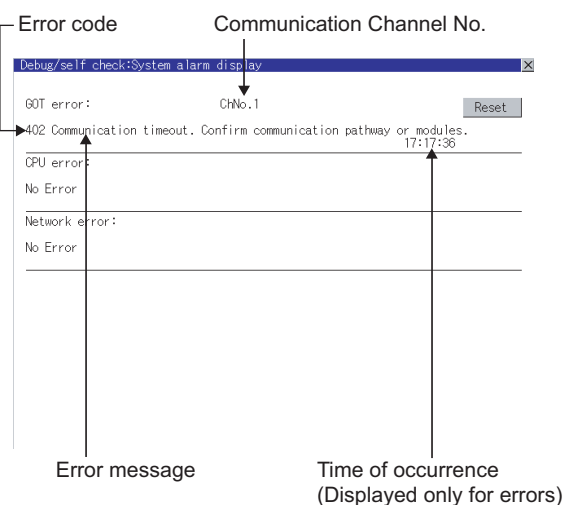 Error code
Communication Channel No.
Debug/self check:System alarm display
GOT error:
ChNo.1
Reset
402 Communication timeout. Confirm communication pathway or modules.
17:17:36
CPU error:
No Error
Network error:
No Error
Error message
Time of occurrence
(Displayed only for errors)